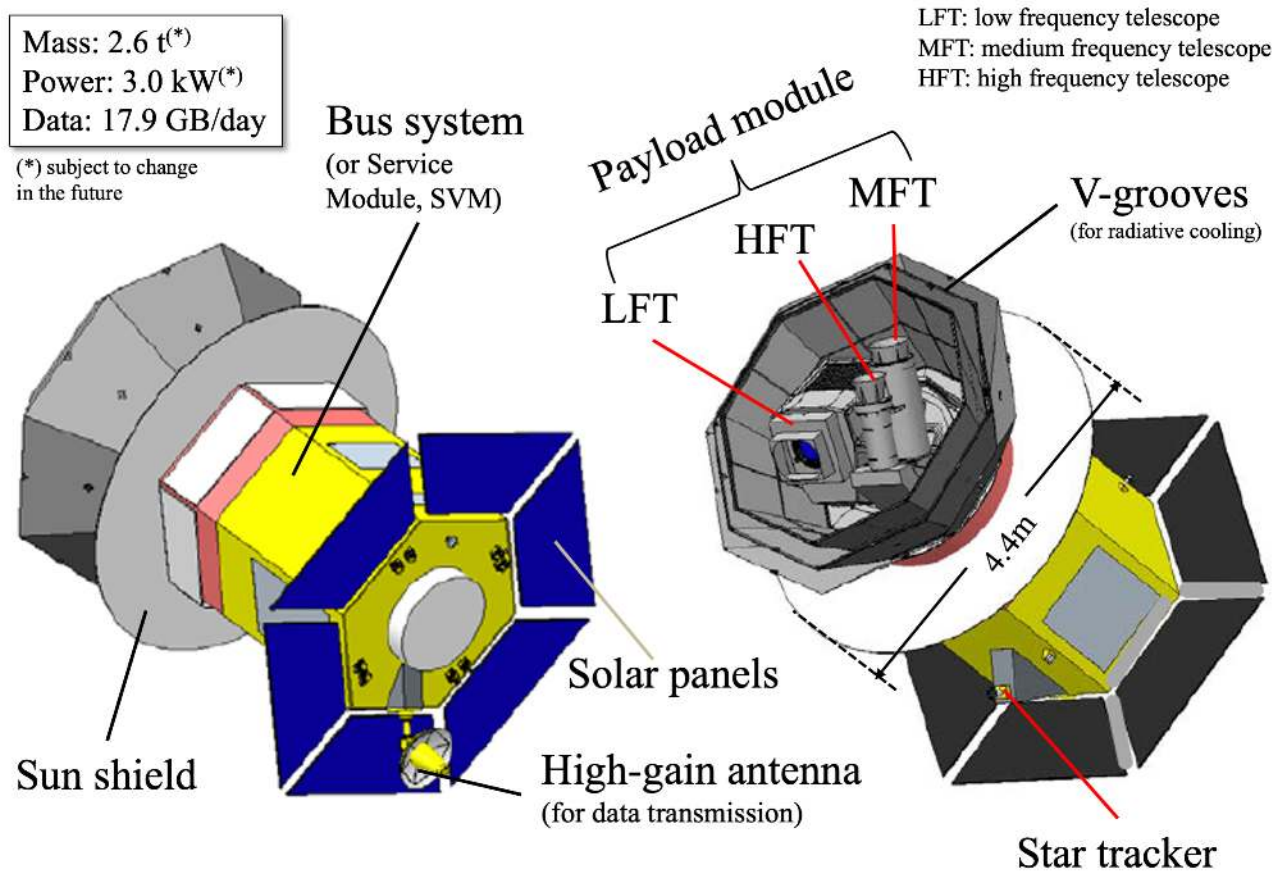 Mass: 2.6 t(*)
Power: 3.0 kW(*)
Data: 17.9 GB/day
(*) subject to change
in the future
Bus system
(or Service
Module, SVM)
LFT: low frequency telescope
MFT: medium frequency telescope
HFT: high frequency telescope
Payload module
MFT
HFT
LFT
V-grooves
(for radiative cooling)
4.4m
Solar panels
Sun shield
High-gain antenna
(for data transmission)
Star tracker